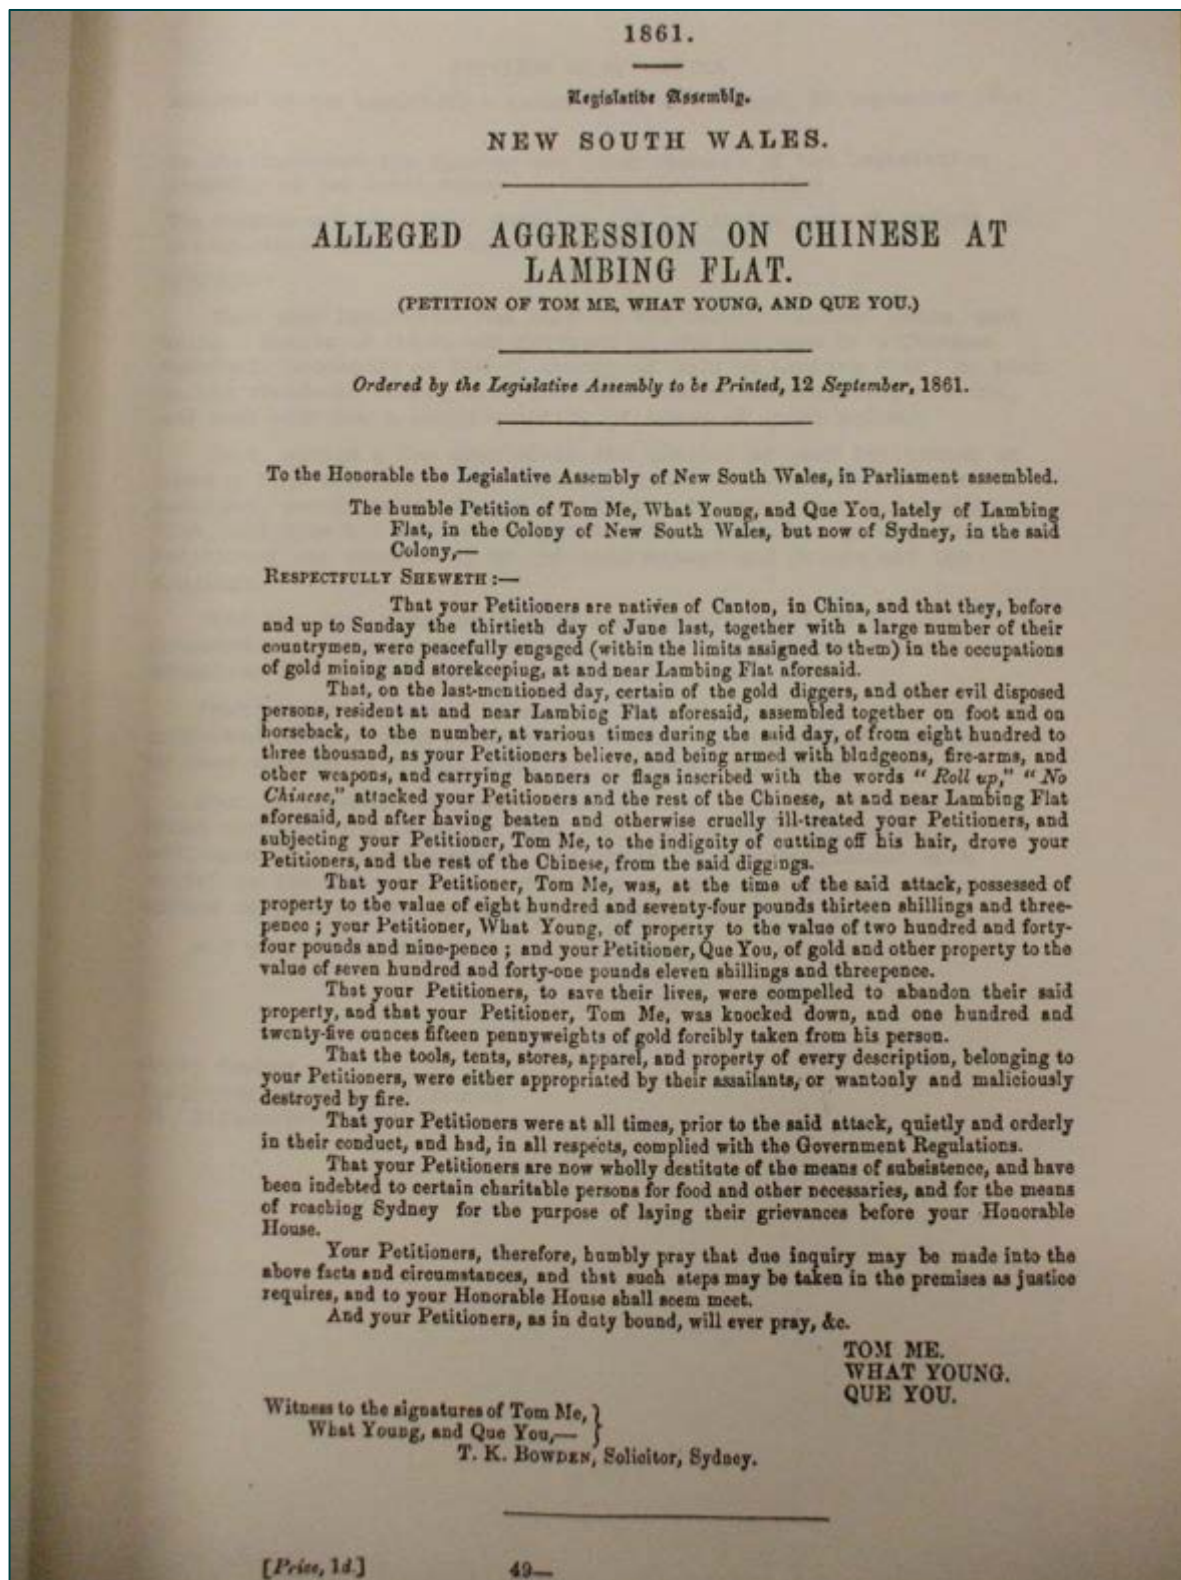 1861.
Legislative Assembly.
NEW SOUTH WALES.
ALLEGED AGGRESSION ON CHINESE AT
LAMBING FLAT.
(PETITION OF TOM ME, WHAT YOUNG, AND QUE YOU.)
Ordered by the Legislative Assembly to be Printed, 12 September, 1861.
To the Honorable the Legislative Assembly of New South Wales, in Parliament assembled.
The humble Petition of Tom Me, What Young, and Que You, lately of Lambing
Flat, in the Colony of New South Wales, but now of Sydney, in the said
Colony,—
RESPECTFULLY SHEWETH:—
That your Petitioners are natives of Canton, in China, and that they, before
and up to Sunday the thirtieth day of June last, together with a large number of their
countrymen, were peacefully engaged (within the limits assigned to them) in the occupations
of gold mining and storekeeping, at and near Lambing Flat aforesaid.
That, on the last-mentioned day, certain of the gold diggers, and other evil disposed
persons, resident at and near Lambing Flat aforesaid, assembled together on foot and on
horseback, to the number, at various times during the said day, of from eight hundred to
three thousand, as your Petitioners believe, and being armed with bludgeons, fire-arms, and
other weapons, and carrying banners or flags inscribed with the words "Roll up," "No
Chinese," attacked your Petitioners and the rest of the Chinese, at and near Lambing Flat
aforesaid, and after having beaten and otherwise cruelly ill-treated your Petitioners, and
subjecting your Petitioner, Tom Me, to the indignity of cutting off his hair, drove your
Petitioners, and the rest of the Chinese, from the said diggings.
That your Petitioner, Tom Me, was, at the time of the said attack, possessed of
property to the value of eight hundred and seventy-four pounds thirteen shillings and three-
pence; your Petitioner, What Young, of property to the value of two hundred and forty-
four pounds and nine-pence; and your Petitioner, Que You, of gold and other property to the
value of seven hundred and forty-one pounds eleven shillings and threepence.
That your Petitioners, to save their lives, were compelled to abandon their said
property, and that your Petitioner, Tom Me, was knocked down, and one hundred and
twenty-five ounces fifteen pennyweights of gold forcibly taken from his person.
That the tools, tents, stores, apparel, and property of every description, belonging to
your Petitioners, were either appropriated by their assailants, or wantonly and maliciously
destroyed by fire.
That your Petitioners were at all times, prior to the said attack, quietly and orderly
in their conduct, and had, in all respects, complied with the Government Regulations.
That your Petitioners are now wholly destitute of the means of subsistence, and have
been indebted to certain charitable persons for food and other necessaries, and for the means
of reaching Sydney for the purpose of laying their grievances before your Honorable
House.
Your Petitioners, therefore, humbly pray that due inquiry may be made into the
above facts and circumstances, and that such steps may be taken in the premises as justice
requires, and to your Honorable House shall seem meet.
And your Petitioners, as in duty bound, will ever pray, &c.
TOM ME.
WHAT YOUNG.
QUE YOU.
Witness to the signatures of Tom Me, }
What Young, and Que You,—
T. K. BOWDEN, Solicitor, Sydney.
[Price, 1d.] 49—